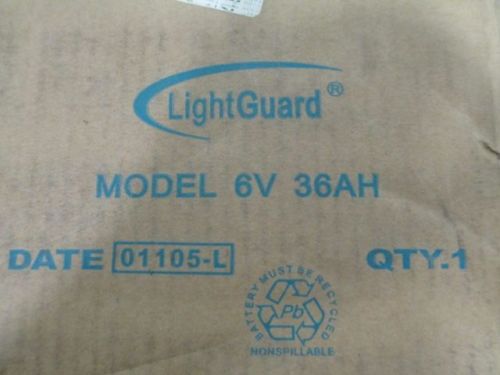 LightGuard®
MODEL 6V 36AH
DATE 01105-L QTY.1
BATTERY MUST BE RECYCLED
Pb
NONSPILLABLE